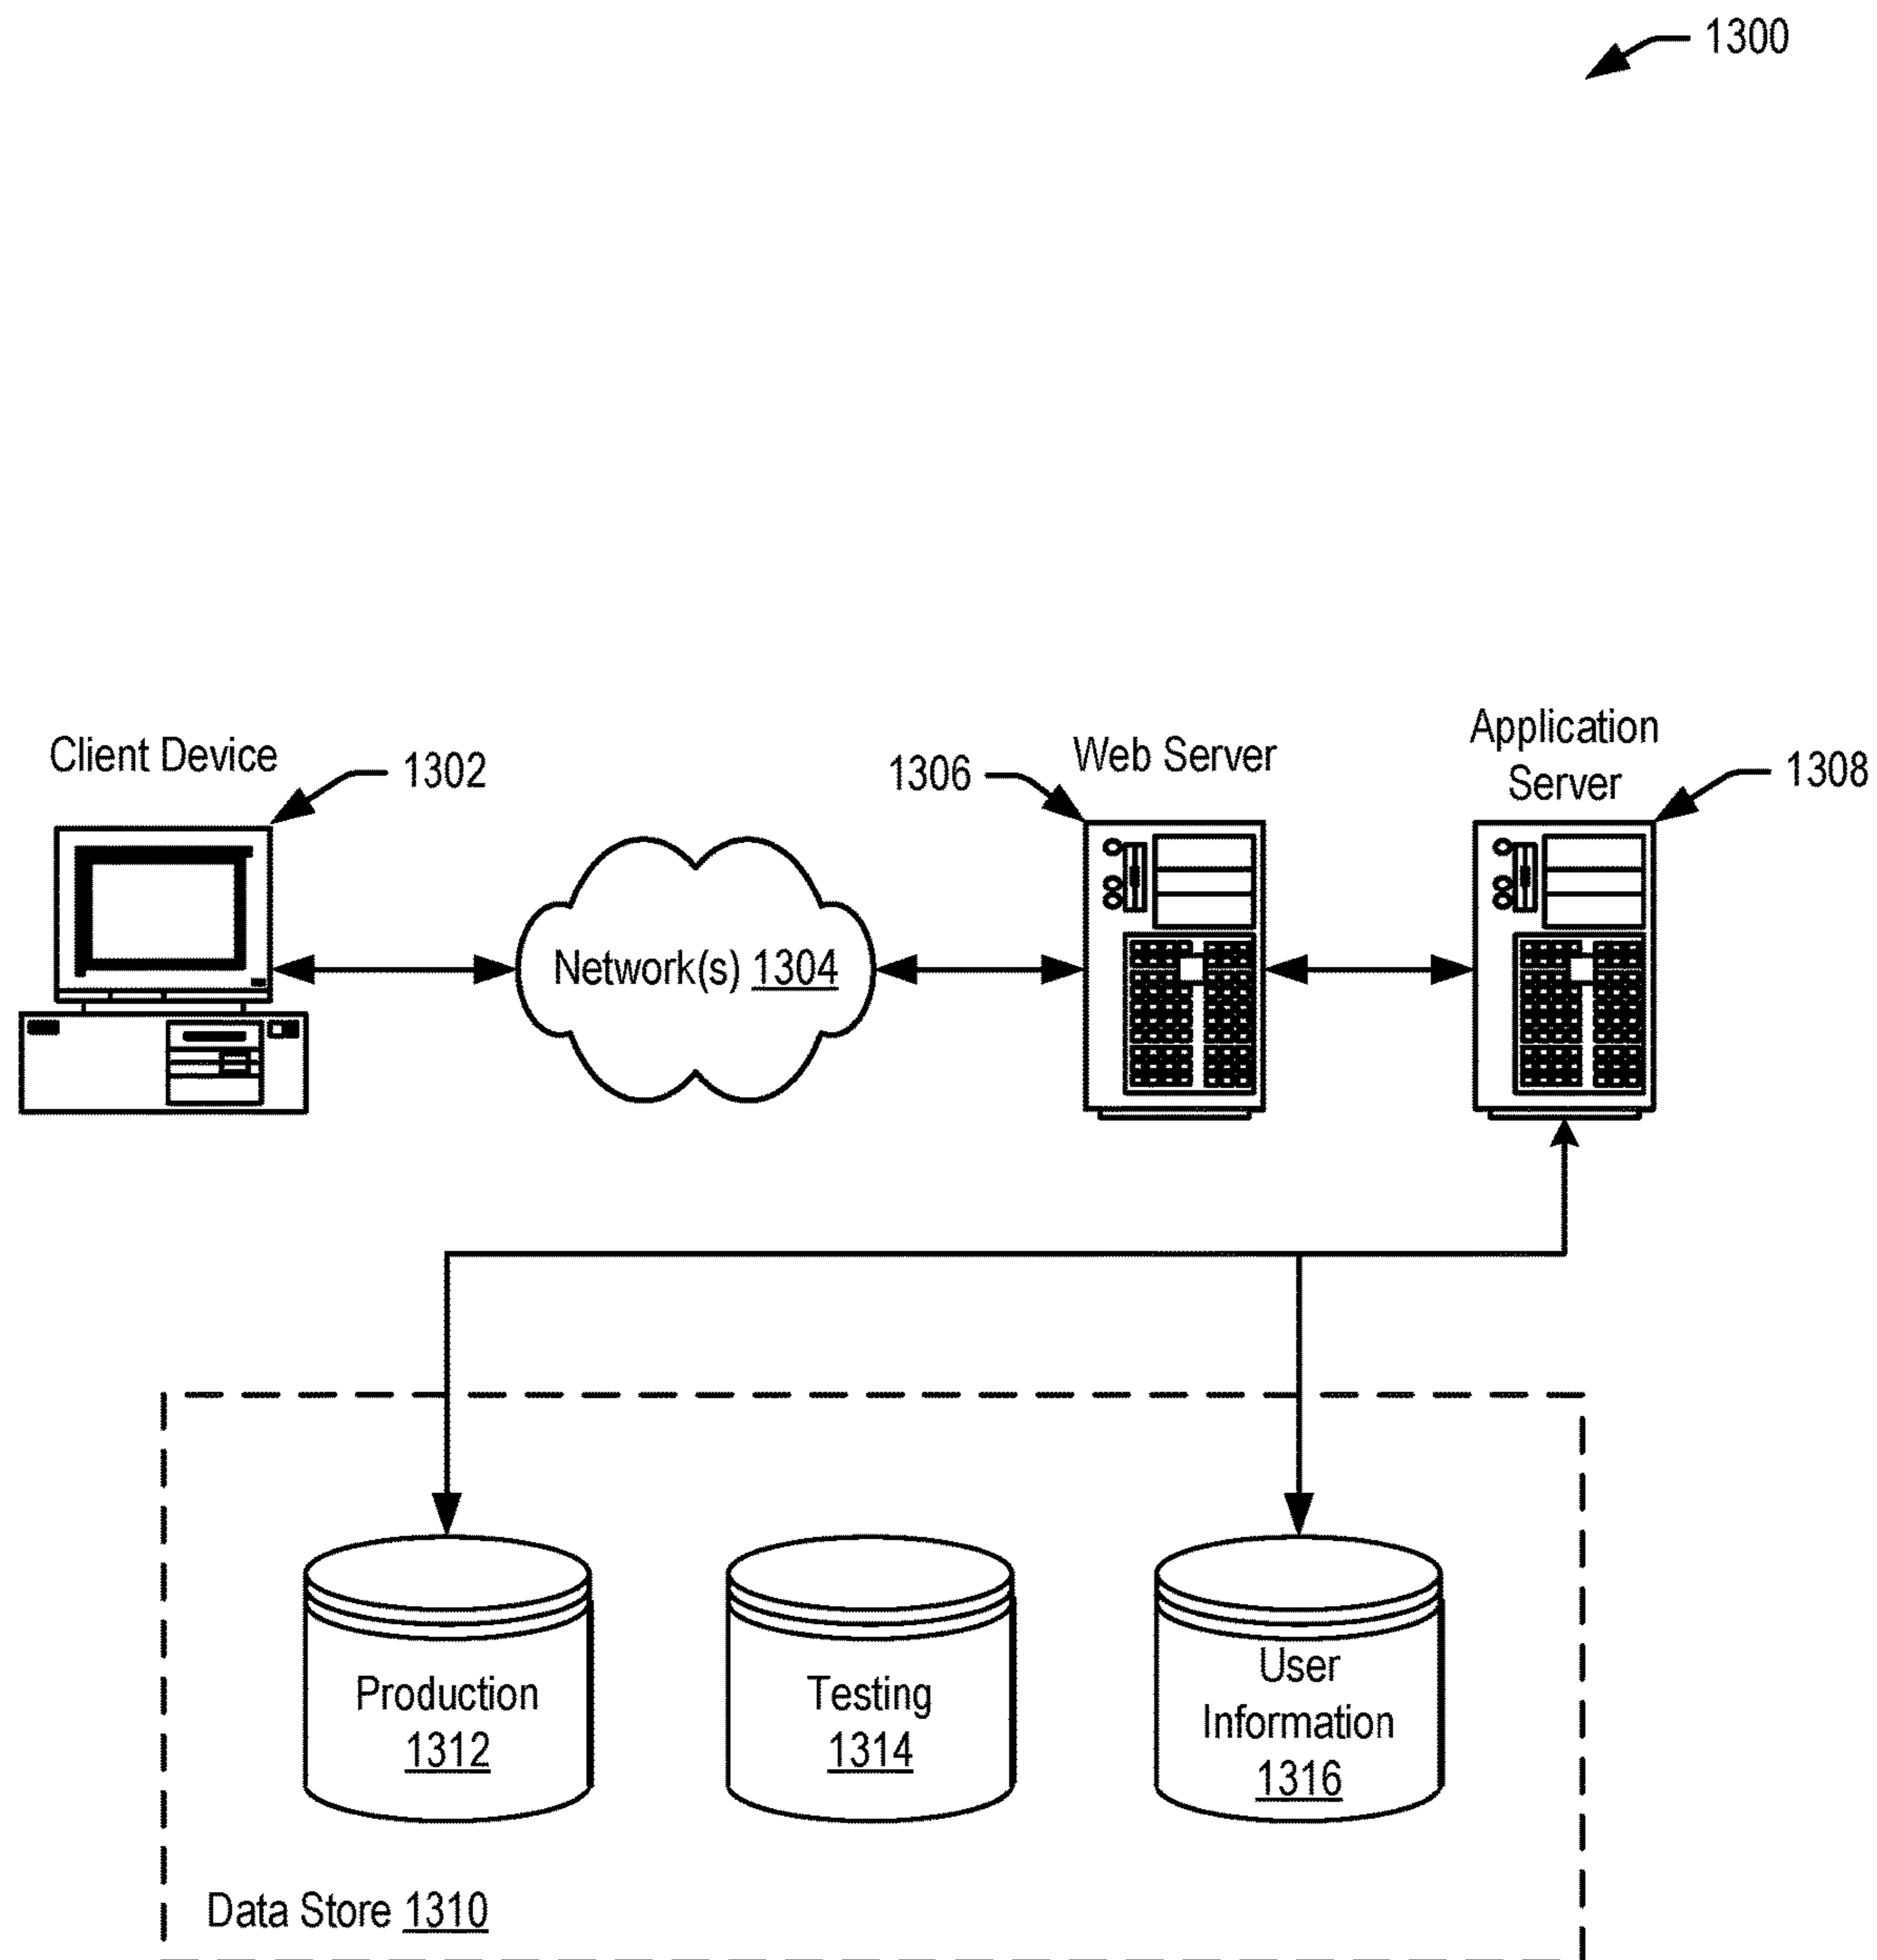 1300
Client Device
1302
1306
Web Server
Application
Server
1308
Network(s) 1304
Production
1312
Testing
1314
User
Information
1316
Data Store 1310